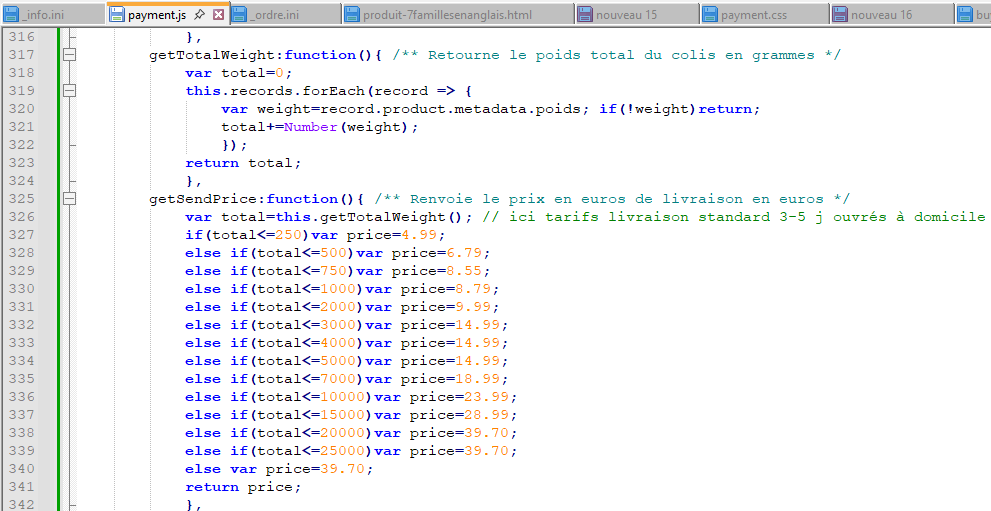 _info.ini payment.js _ordre.ini produit-7famillesenanglais.html nouveau 15 payment.css nouveau 16 bu
316 },
317 getTotalWeight:function(){ /** Retourne le poids total du colis en grammes */
318 var total=0;
319 this.records.forEach(record => {
320 var weight=record.product.metadata.poids; if(!weight)return;
321 total+=Number(weight);
322 });
323 return total;
324 },
325 getSendPrice:function(){ /** Renvoie le prix en euros de livraison en euros */
326 var total=this.getTotalWeight(); // ici tarifs livraison standard 3-5 j ouvrés à domicile
327 if(total<=250)var price=4.99;
328 else if(total<=500)var price=6.79;
329 else if(total<=750)var price=8.55;
330 else if(total<=1000)var price=8.79;
331 else if(total<=2000)var price=9.99;
332 else if(total<=3000)var price=14.99;
333 else if(total<=4000)var price=14.99;
334 else if(total<=5000)var price=14.99;
335 else if(total<=7000)var price=18.99;
336 else if(total<=10000)var price=23.99;
337 else if(total<=15000)var price=28.99;
338 else if(total<=20000)var price=39.70;
339 else if(total<=25000)var price=39.70;
340 else var price=39.70;
341 return price;
342 },